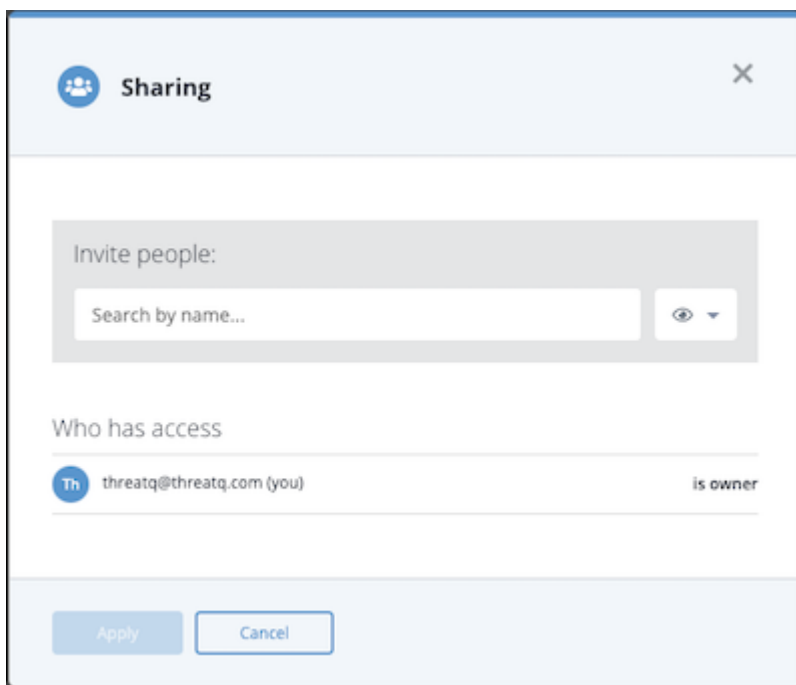 Sharing
Invite people:
Search by name...
Who has access
Th threatq@threatq.com (you) is owner
Apply Cancel